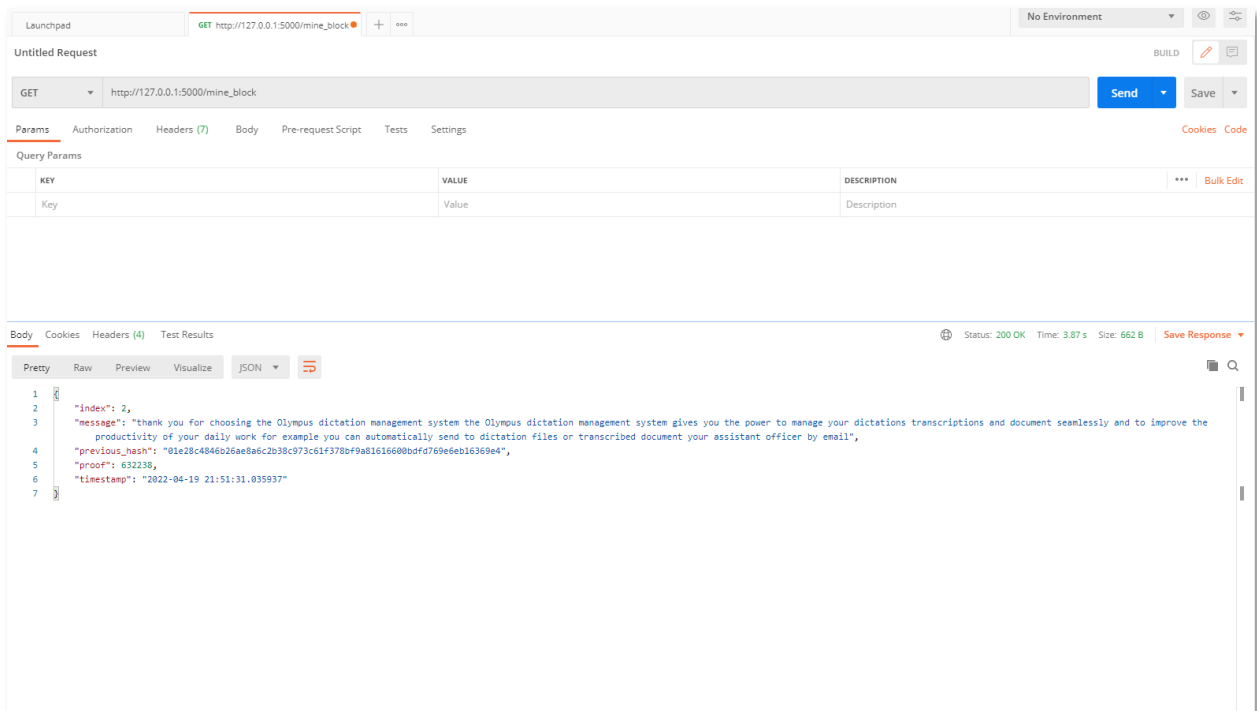 Launchpad
GET http://127.0.0.1:5000/mine_block
No Environment
Untitled Request
BUILD
GET
http://127.0.0.1:5000/mine_block
Send
Save
Params Authorization Headers (7) Body Pre-request Script Tests Settings
Cookies Code
Query Params
KEY VALUE DESCRIPTION
Bulk Edit
Key Value Description
Body Cookies Headers (4) Test Results
Status: 200 OK Time: 3.87 s Size: 662 B Save Response
Pretty Raw Preview Visualize JSON
1 {
2 "index": 2,
3 "message": "thank you for choosing the Olympus dictation management system the Olympus dictation management system gives you the power to manage your dictations transcriptions and document seamlessly and to improve the
productivity of your daily work for example you can automatically send to dictation files or transcribed document your assistant officer by email",
4 "previous_hash": "01e28c4846b26ae8a6c2b38c973c61f378bf9a81616600bdfd769e6eb16369e4",
5 "proof": 632238,
6 "timestamp": "2022-04-19 21:51:31.035937"
7 }